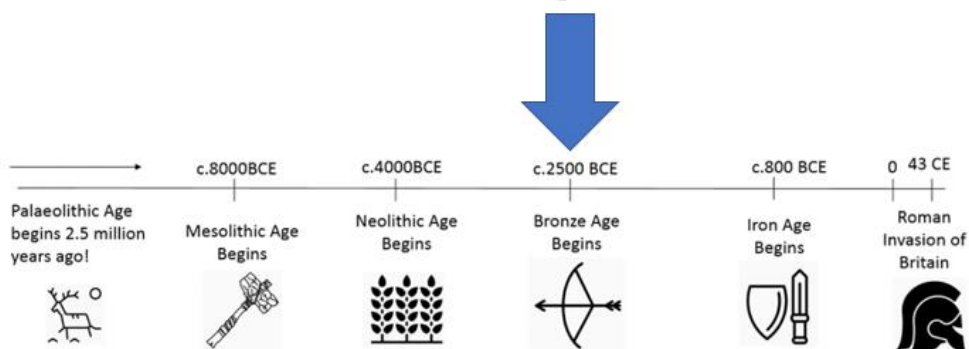 c.8000BCE
c.4000BCE
c.2500 BCE
c.800 BCE
0
43 CE
Palaeolithic Age
begins 2.5 million
years ago!
Mesolithic Age
Begins
Neolithic Age
Begins
Bronze Age
Begins
Iron Age
Begins
Roman
Invasion of
Britain